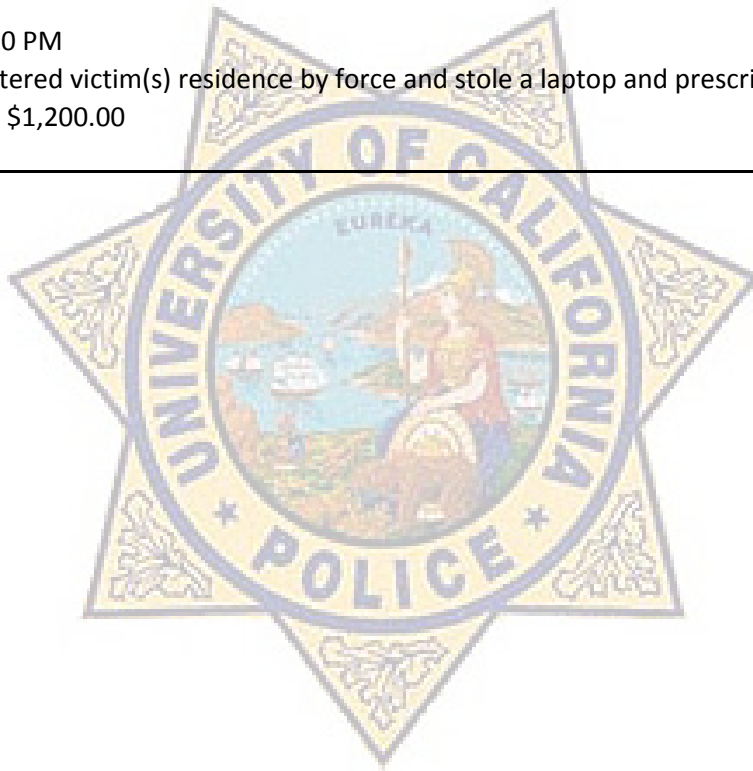 0 PM
tered victim(s) residence by force and stole a laptop and prescri
$1,200.00
UNIVERSITY OF CALIFORNIA
EUREKA
* POLICE *